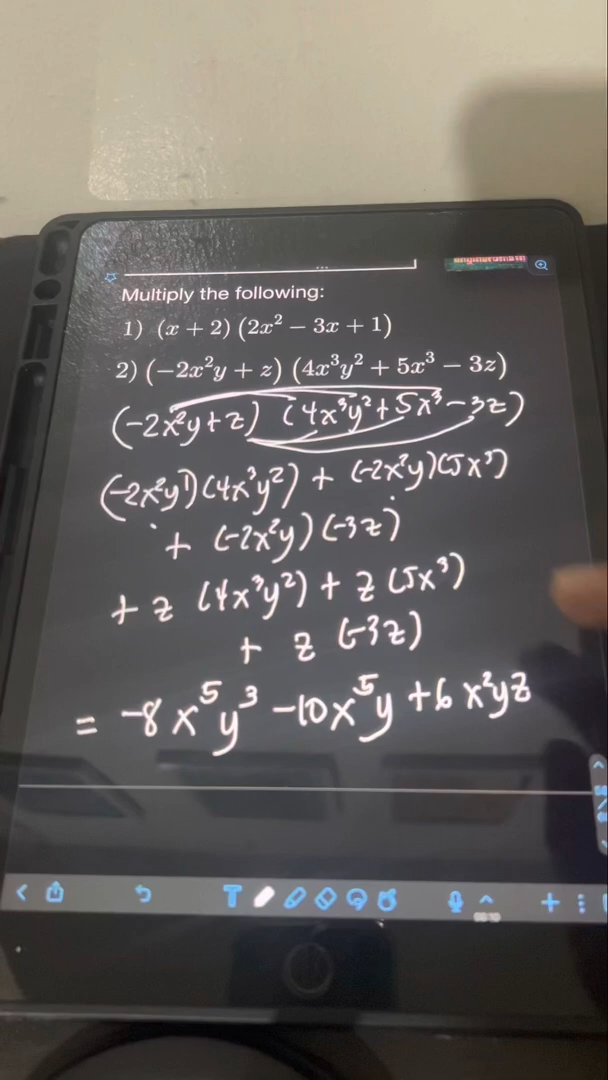 Multiply the following:
1) (x + 2) (2x² − 3x + 1)
2) (−2x²y + z) (4x³y² + 5x³ − 3z)
(-2x²y+z) (4x³y²+5x³-3z)
(-2x²y¹)(4x³y²) + (-2x²y)(5x³)
+ (-2x²y)(-3z)
+ z (4x³y²) + z (5x³)
+ z (-3z)
= -8x⁵y³ -10x⁵y +6x²yz
T